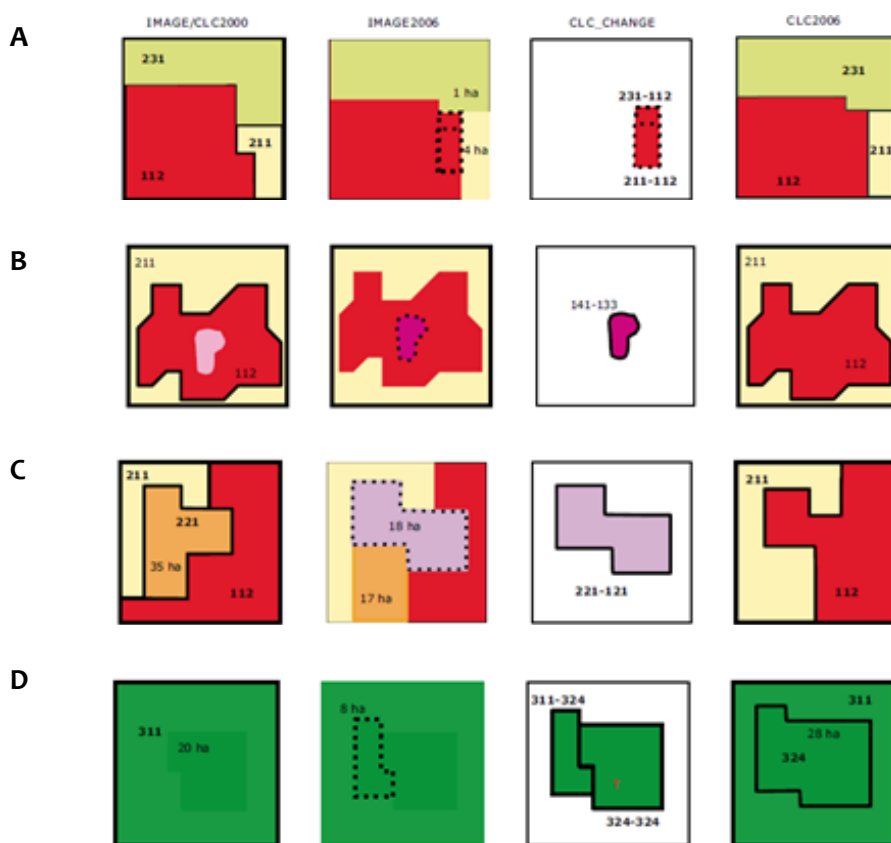 IMAGE/CLC2000 IMAGE2006 CLC_CHANGE CLC2006
A
231
211
112
1 ha
4 ha
231-112
211-112
231
211
112
B
211
112
141-133
211
112
C
211
221
35 ha
112
18 ha
17 ha
221-121
211
112
D
311
20 ha
8 ha
311-324
T
324-324
311
28 ha
324